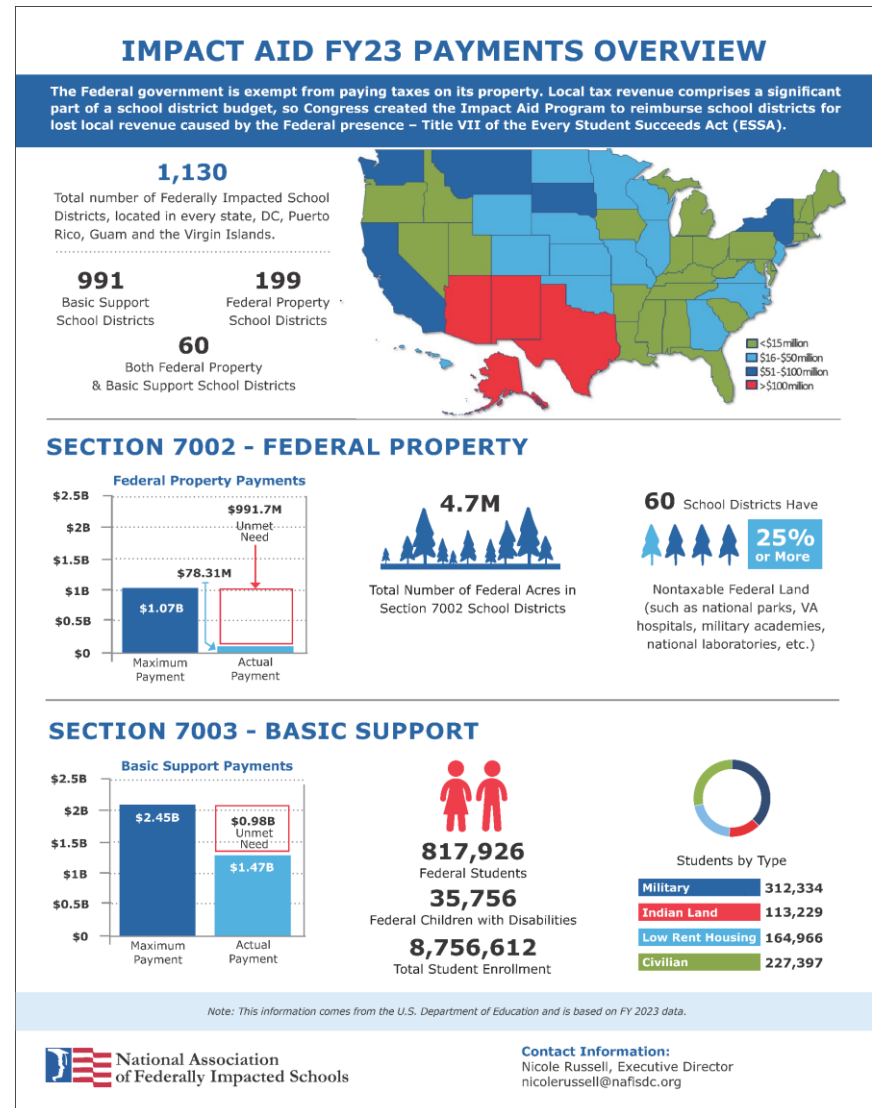 IMPACT AID FY23 PAYMENTS OVERVIEW
The Federal government is exempt from paying taxes on its property. Local tax revenue comprises a significant
part of a school district budget, so Congress created the Impact Aid Program to reimburse school districts for
lost local revenue caused by the Federal presence – Title VII of the Every Student Succeeds Act (ESSA).
1,130
Total number of Federally Impacted School
Districts, located in every state, DC, Puerto
Rico, Guam and the Virgin Islands.
991
Basic Support
School Districts
199
Federal Property
School Districts
60
Both Federal Property
& Basic Support School Districts
<$15million
$16-$50million
$51-$100million
>$100million
SECTION 7002 - FEDERAL PROPERTY
Federal Property Payments
$2.5B
$2B
$1.5B
$1B
$0.5B
$0
$991.7M
Unmet
Need
$78.31M
$1.07B
Maximum
Payment
Actual
Payment
4.7M
Total Number of Federal Acres in
Section 7002 School Districts
60 School Districts Have
25%
or More
Nontaxable Federal Land
(such as national parks, VA
hospitals, military academies,
national laboratories, etc.)
SECTION 7003 - BASIC SUPPORT
Basic Support Payments
$2.5B
$2B
$1.5B
$1B
$0.5B
$0
$2.45B
$0.98B
Unmet
Need
$1.47B
Maximum
Payment
Actual
Payment
817,926
Federal Students
35,756
Federal Children with Disabilities
8,756,612
Total Student Enrollment
Students by Type
Military 312,334
Indian Land 113,229
Low Rent Housing 164,966
Civilian 227,397
Note: This information comes from the U.S. Department of Education and is based on FY 2023 data.
National Association
of Federally Impacted Schools
Contact Information:
Nicole Russell, Executive Director
nicolerussell@nafisdc.org